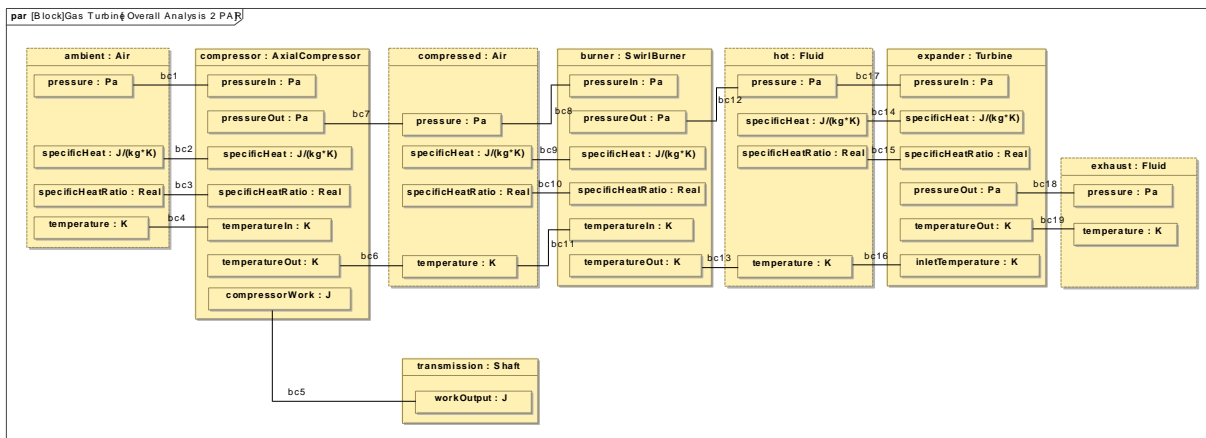 par [Block]Gas Turbine[ Overall Analysis 2 PAR
ambient : Air
pressure : Pa
specificHeat : J/(kg*K)
specificHeatRatio : Real
temperature : K
bc1
bc2
bc3
bc4
compressor : AxialCompressor
pressureIn : Pa
pressureOut : Pa
specificHeat : J/(kg*K)
specificHeatRatio : Real
temperatureIn : K
temperatureOut : K
compressorWork : J
bc7
bc6
bc5
compressed : Air
pressure : Pa
specificHeat : J/(kg*K)
specificHeatRatio : Real
temperature : K
transmission : Shaft
workOutput : J
bc8
bc9
bc10
bc11
burner : SwirlBurner
pressureIn : Pa
pressureOut : Pa
specificHeat : J/(kg*K)
specificHeatRatio : Real
temperatureIn : K
temperatureOut : K
bc12
bc13
hot : Fluid
pressure : Pa
specificHeat : J/(kg*K)
specificHeatRatio : Real
temperature : K
bc17
bc14
bc15
bc16
expander : Turbine
pressureIn : Pa
specificHeat : J/(kg*K)
specificHeatRatio : Real
pressureOut : Pa
temperatureOut : K
inletTemperature : K
bc18
bc19
exhaust : Fluid
pressure : Pa
temperature : K